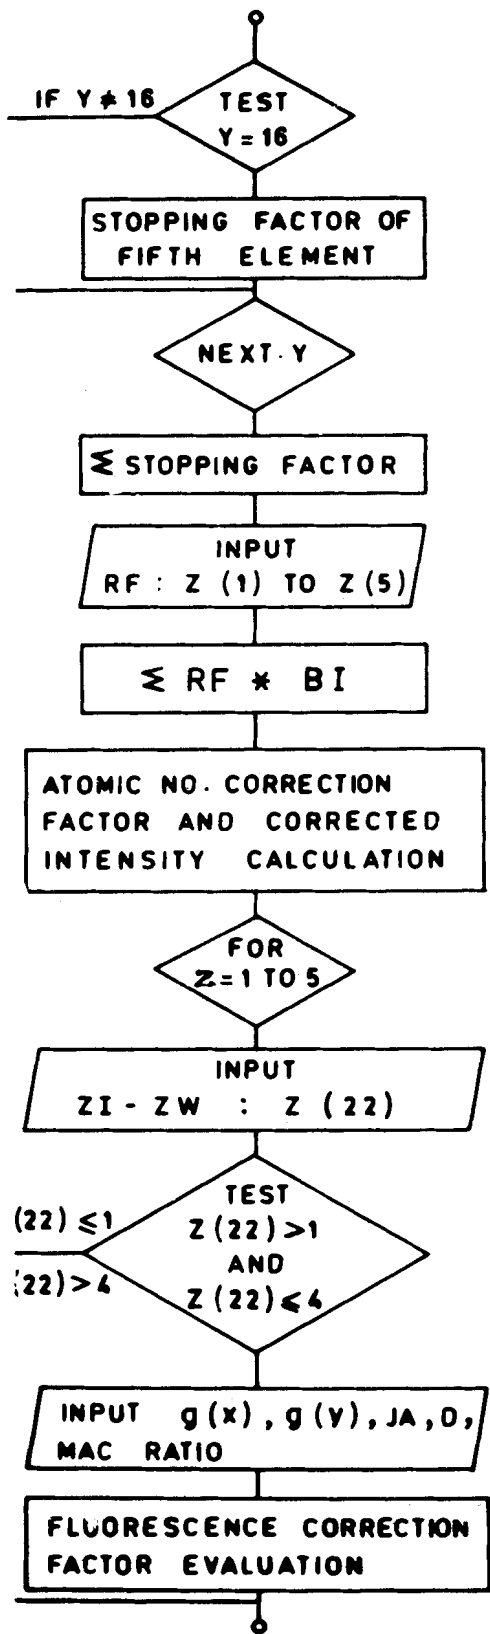 IF Y ≠ 16
TEST
Y = 16
STOPPING FACTOR OF
FIFTH ELEMENT
NEXT Y
Σ STOPPING FACTOR
INPUT
RF : Z (1) TO Z (5)
Σ RF * BI
ATOMIC NO. CORRECTION
FACTOR AND CORRECTED
INTENSITY CALCULATION
FOR
Z = 1 TO 5
INPUT
ZI - ZW : Z (22)
TEST
(22) ≤ 1
Z (22) > 1
AND
(22) > 4
Z (22) ≤ 4
INPUT g(x), g(y), JA, D,
MAC RATIO
FLUORESCENCE CORRECTION
FACTOR EVALUATION